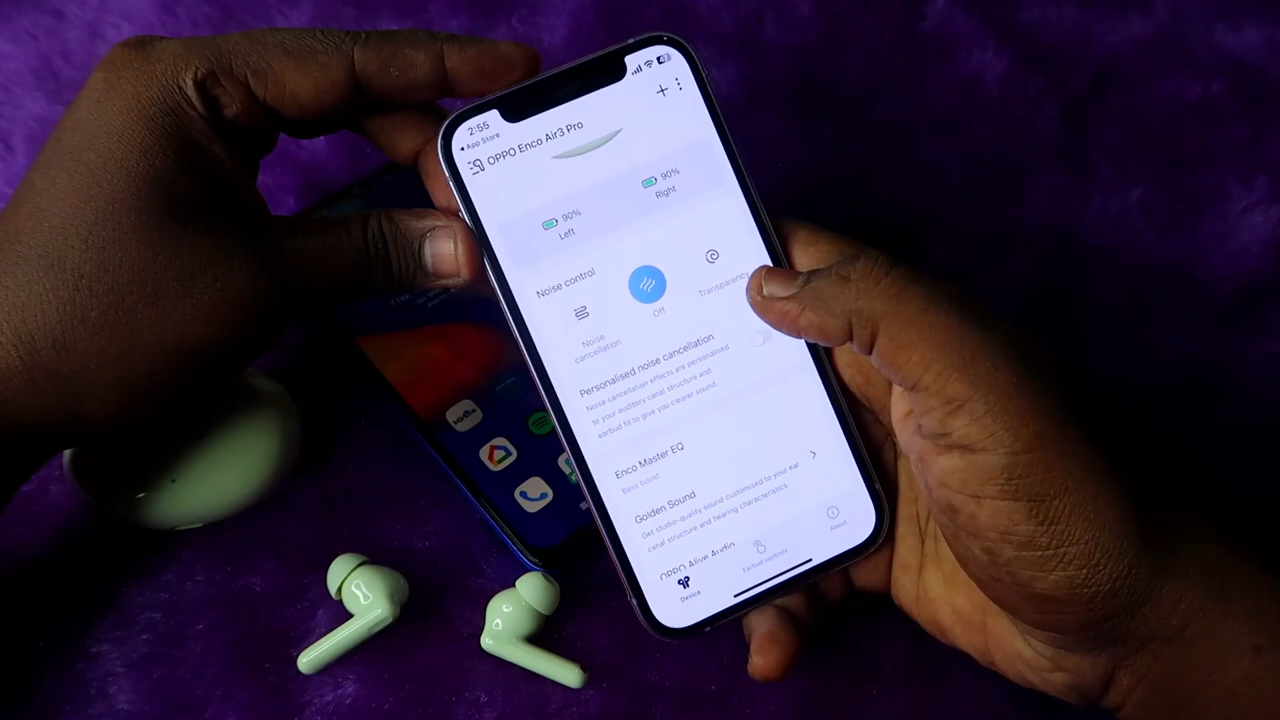 2:55
◀ App Store
OPPO Enco Air3 Pro
90%
Left
90%
Right
Noise control
Noise
cancellation
Off
Transparency
Personalised noise cancellation
Noise cancellation effects are personalised
to your auditory canal structure and
earbud fit to give you clearer sound.
Enco Master EQ
Bass boost
Golden Sound
Get studio-quality sound customised to your ear
canal structure and hearing characteristics.
OPPO Alive Audio
Device
Earbud controls
About